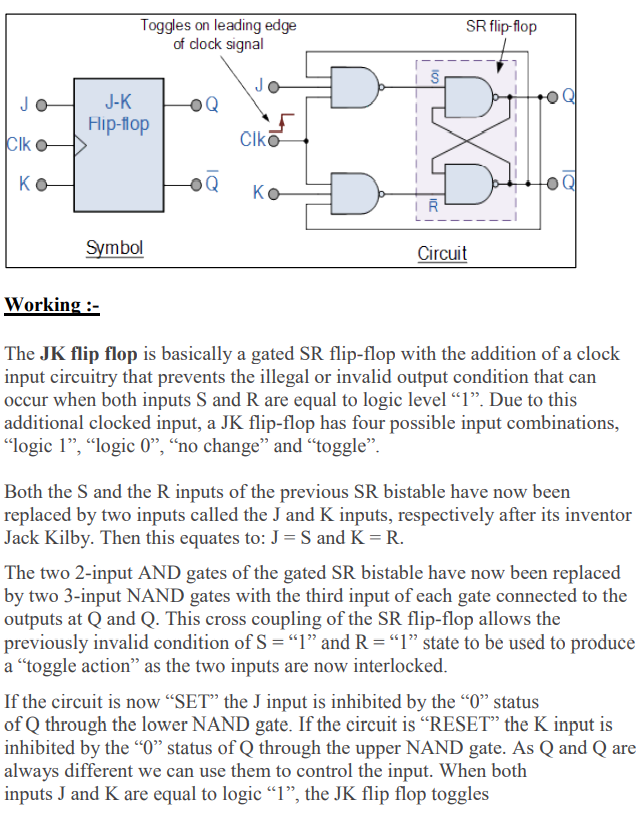 Toggles on leading edge
of clock signal
SR flip-flop
J
J-K
Flip-flop
Q
Clk
K
Q̅
J
Clk
K
S̅
R̅
Q
Q̅
Symbol
Circuit
Working :-
The JK flip flop is basically a gated SR flip-flop with the addition of a clock
input circuitry that prevents the illegal or invalid output condition that can
occur when both inputs S and R are equal to logic level “1”. Due to this
additional clocked input, a JK flip-flop has four possible input combinations,
“logic 1”, “logic 0”, “no change” and “toggle”.
Both the S and the R inputs of the previous SR bistable have now been
replaced by two inputs called the J and K inputs, respectively after its inventor
Jack Kilby. Then this equates to: J = S and K = R.
The two 2-input AND gates of the gated SR bistable have now been replaced
by two 3-input NAND gates with the third input of each gate connected to the
outputs at Q and Q. This cross coupling of the SR flip-flop allows the
previously invalid condition of S = “1” and R = “1” state to be used to produce
a “toggle action” as the two inputs are now interlocked.
If the circuit is now “SET” the J input is inhibited by the “0” status
of Q through the lower NAND gate. If the circuit is “RESET” the K input is
inhibited by the “0” status of Q through the upper NAND gate. As Q and Q are
always different we can use them to control the input. When both
inputs J and K are equal to logic “1”, the JK flip flop toggles